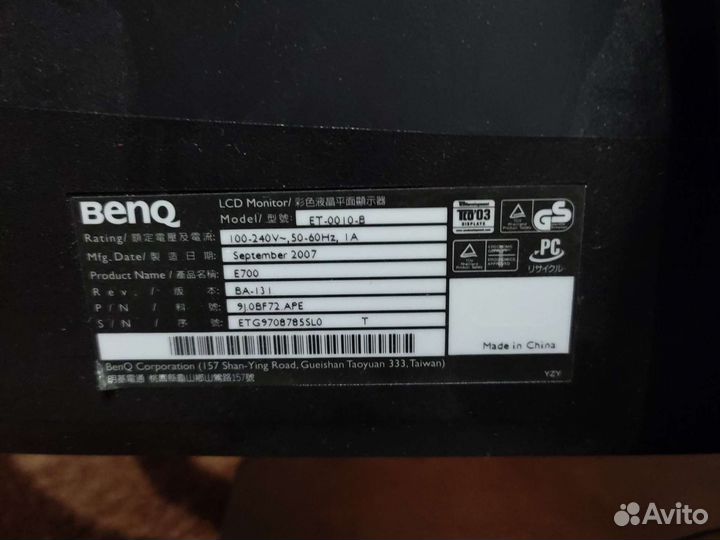 BenQ
LCD Monitor/彩色液晶平面顯示器
Model/ 型號: ET-0010-B
Rating/ 額定電壓及電流: 100-240V~, 50-60Hz, 1A
Mfg. Date/ 製造日期: September 2007
Product Name / 產品名稱: E700
Rev. / 版本: BA-131
P/N / 料號: 9J.0BF72.APE
S/N / 序號: ETG9708785SL0 T
BenQ Corporation (157 Shan-Ying Road, Gueishan Taoyuan 333, Taiwan)
明基電通 桃園縣龜山鄉山鶯路157號
TCO'03
DISPLAYS
GS
PC
リサイクル
Made in China
YZY
Avito